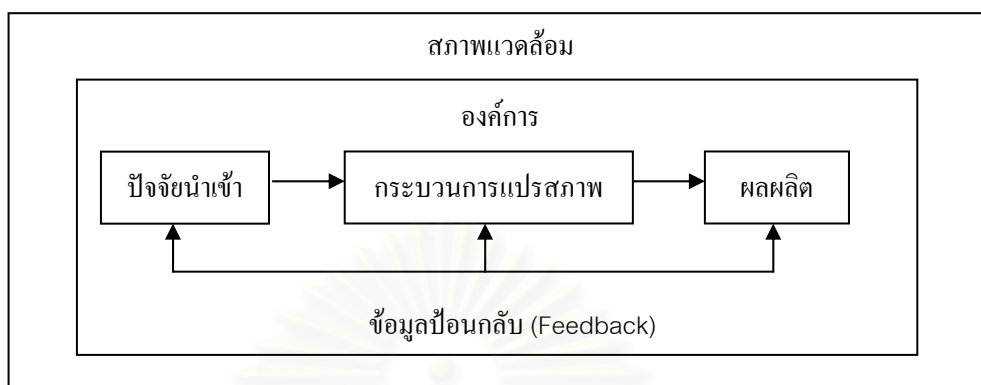 สภาพแวดล้อม
องค์การ
ปัจจัยนำเข้า กระบวนการแปรสภาพ ผลผลิต
ข้อมูลป้อนกลับ (Feedback)